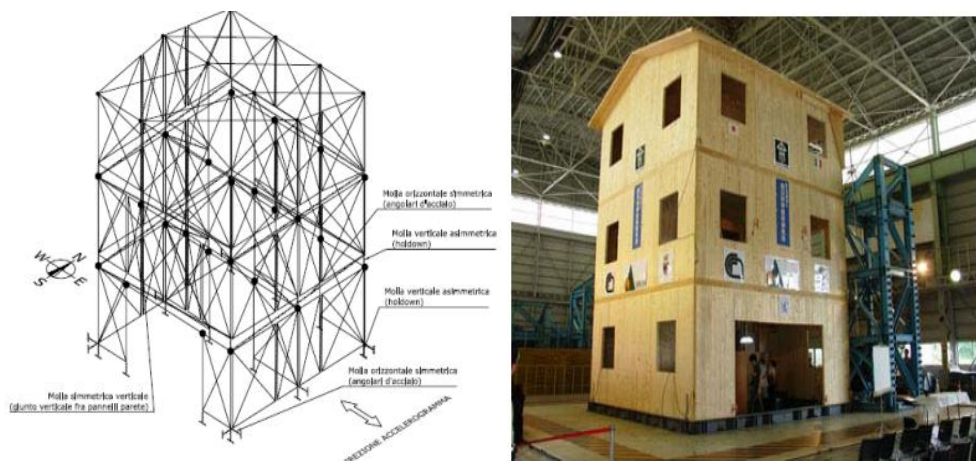 Molla orizzontale simmetrica
(angolari d'acciaio)
Molla verticale asimmetrica
(holdown)
N
W
E
S
Molla verticale asimmetrica
(holdown)
Molla orizzontale simmetrica
(angolari d'acciaio)
Molla simmetrica verticale
(giunto verticale fra pannelli parete)
DIREZIONE ACCELEROGRAMMA